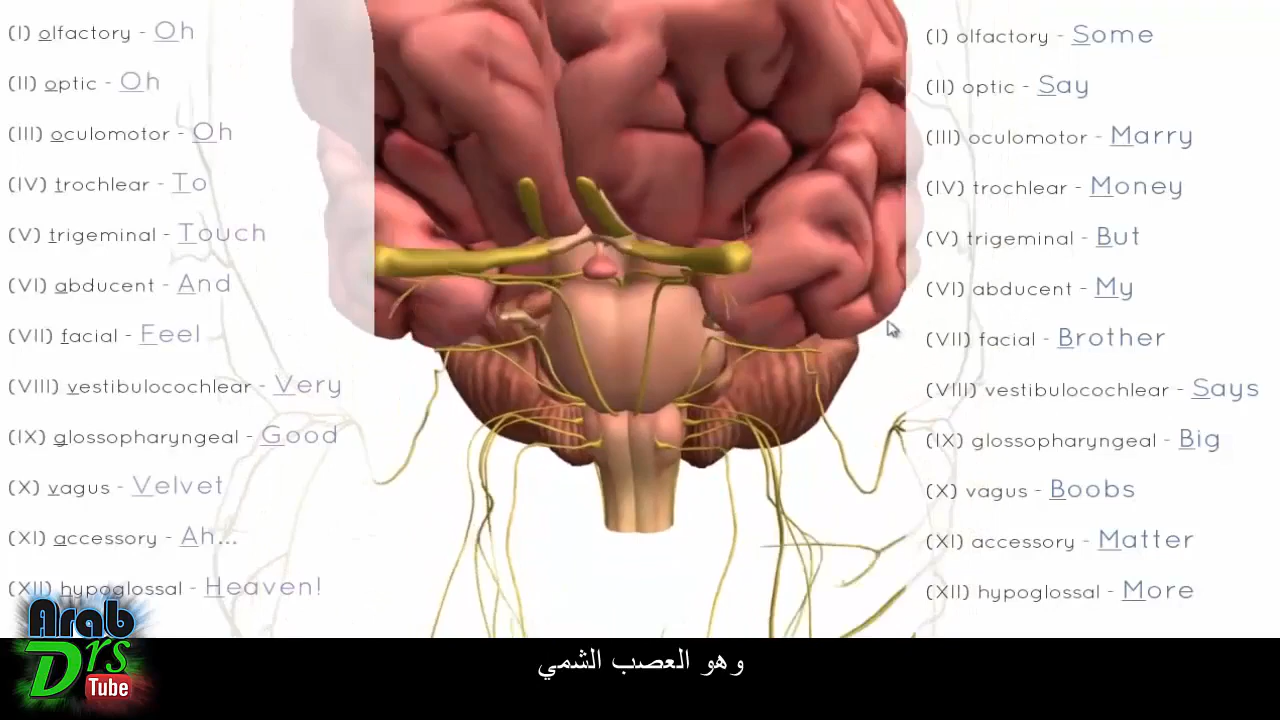 (I) olfactory - Oh
(II) optic - Oh
(III) oculomotor - Oh
(IV) trochlear - To
(V) trigeminal - Touch
(VI) abducent - And
(VII) facial - Feel
(VIII) vestibulocochlear - Very
(IX) glossopharyngeal - Good
(X) vagus - Velvet
(XI) accessory - Ah...
(XII) hypoglossal - Heaven!
(I) olfactory - Some
(II) optic - Say
(III) oculomotor - Marry
(IV) trochlear - Money
(V) trigeminal - But
(VI) abducent - My
(VII) facial - Brother
(VIII) vestibulocochlear - Says
(IX) glossopharyngeal - Big
(X) vagus - Boobs
(XI) accessory - Matter
(XII) hypoglossal - More
Arab
Drs
Tube
وهو العصب الشمي